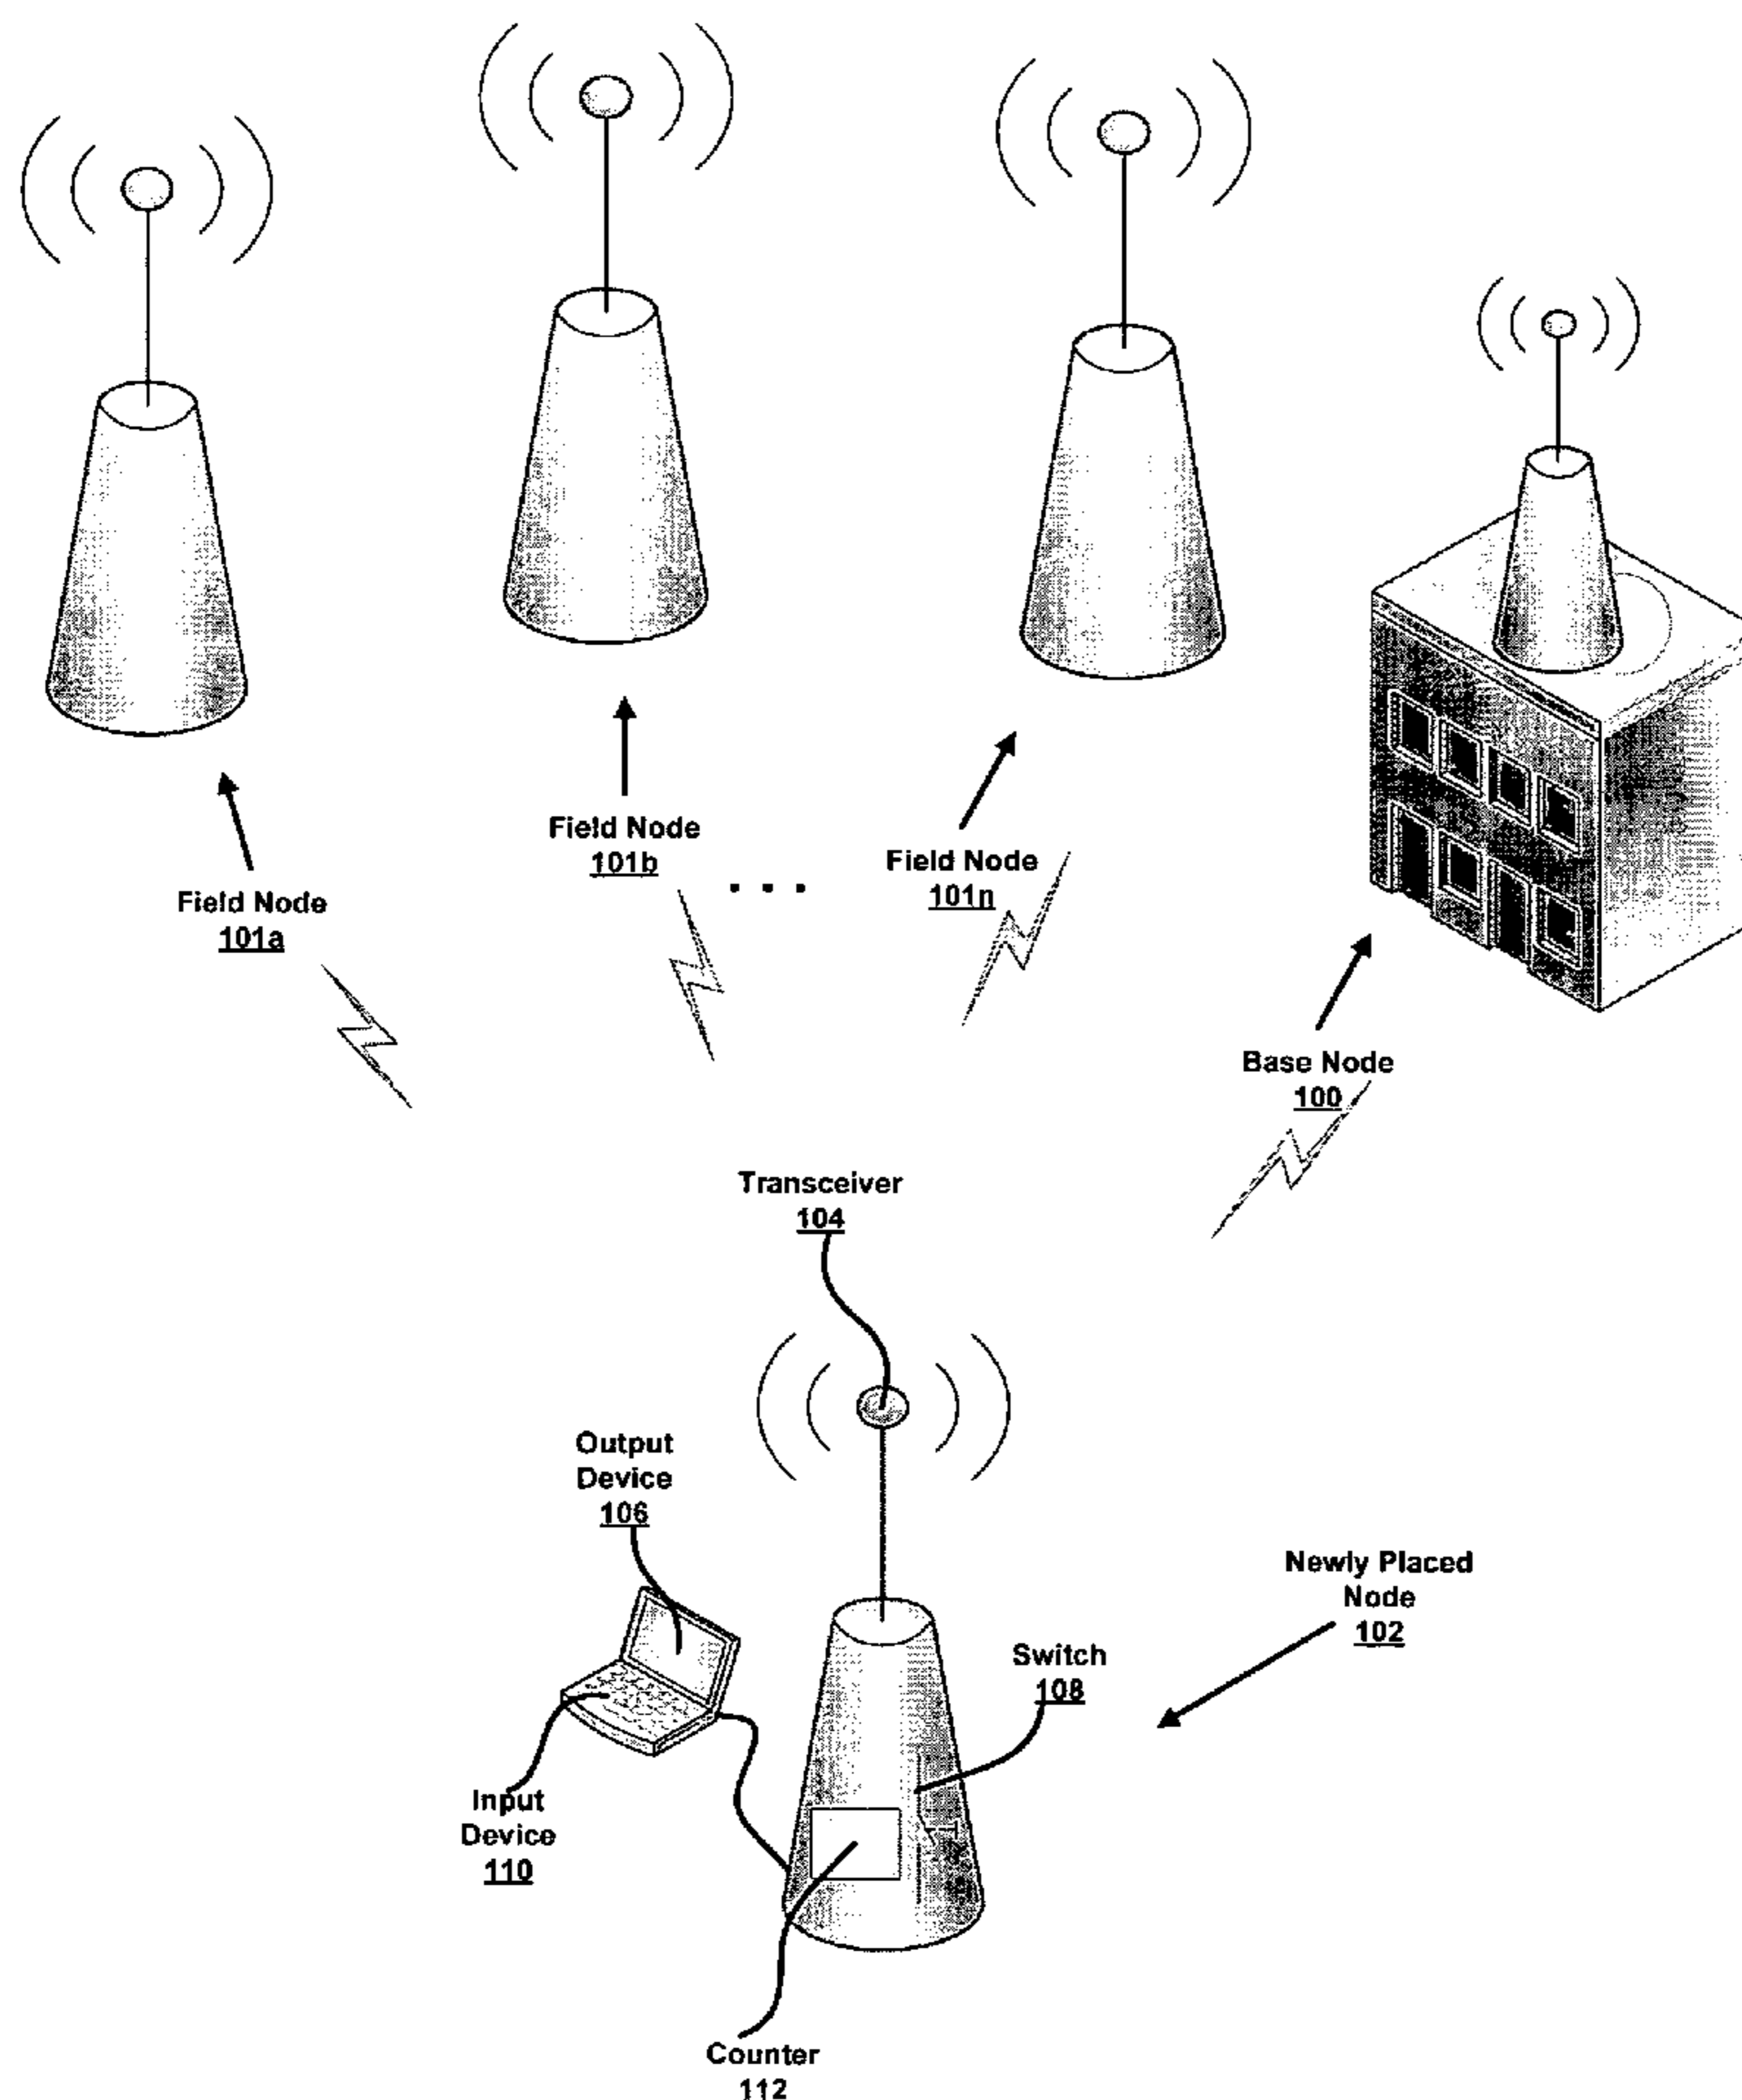 Field Node
101b
Field Node
101n
Field Node
101a
Base Node
100
Transceiver
104
Output
Device
106
Newly Placed
Node
102
Switch
108
Input
Device
110
Counter
112